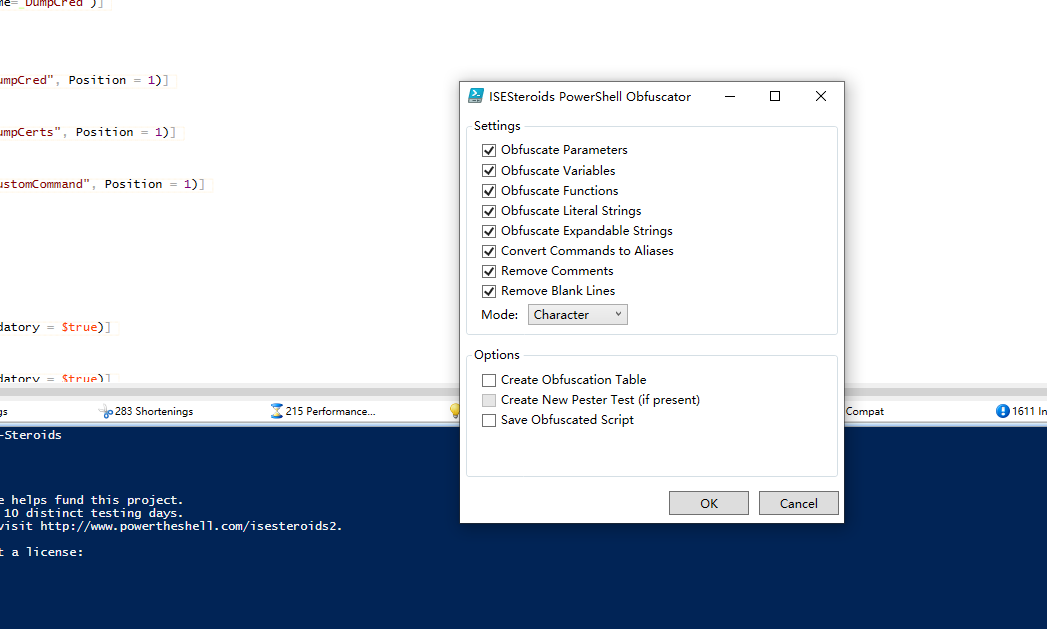 me="DumpCred")]
umpCred", Position = 1)]
umpCerts", Position = 1)]
ustomCommand", Position = 1)]
datory = $true)]
datory = $true)]
ISESteroids PowerShell Obfuscator
Settings
Obfuscate Parameters
Obfuscate Variables
Obfuscate Functions
Obfuscate Literal Strings
Obfuscate Expandable Strings
Convert Commands to Aliases
Remove Comments
Remove Blank Lines
Mode: Character
Options
Create Obfuscation Table
Create New Pester Test (if present)
Save Obfuscated Script
OK Cancel
gs 283 Shortenings 215 Performance... Compat 1611 In
-Steroids
e helps fund this project.
10 distinct testing days.
visit http://www.powertheshell.com/isesteroids2.
t a license: